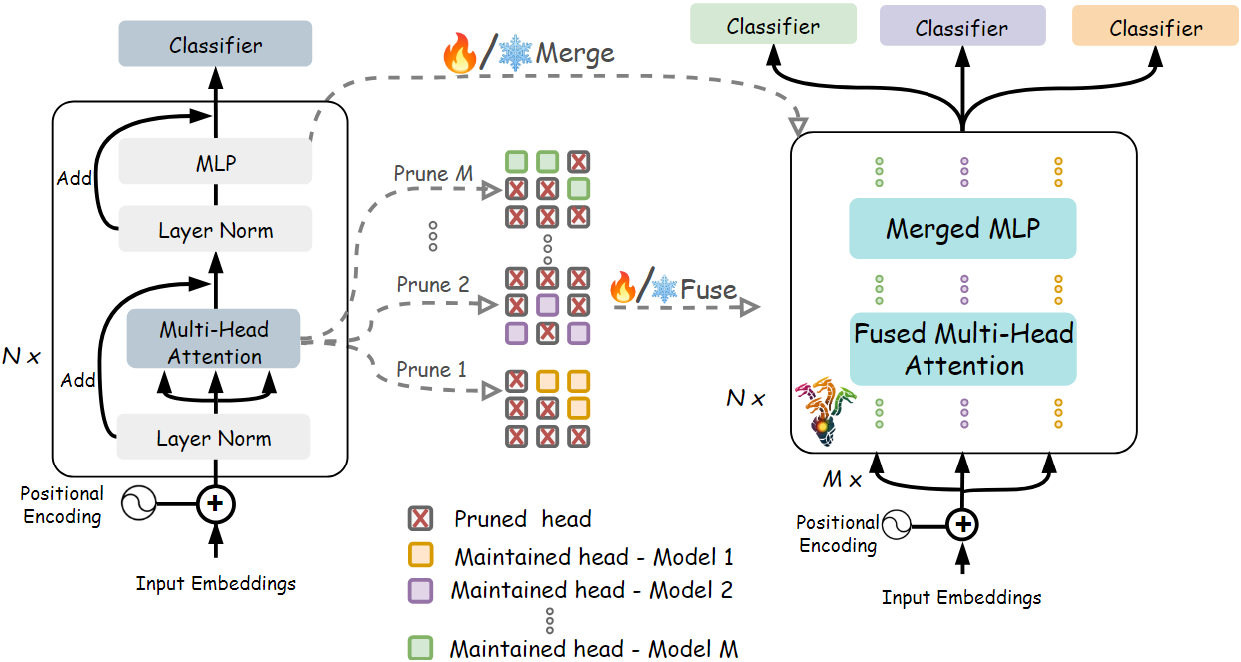 Classifier
Add
MLP
Layer Norm
Multi-Head
Attention
N x
Add
Layer Norm
Positional
Encoding
+
Input Embeddings
/ Merge
Prune M
Prune 2
Prune 1
/ Fuse
Pruned head
Maintained head - Model 1
Maintained head - Model 2
Maintained head - Model M
Classifier
Classifier
Classifier
Merged MLP
Fused Multi-Head
Attention
N x
M x
Positional
Encoding
+
Input Embeddings